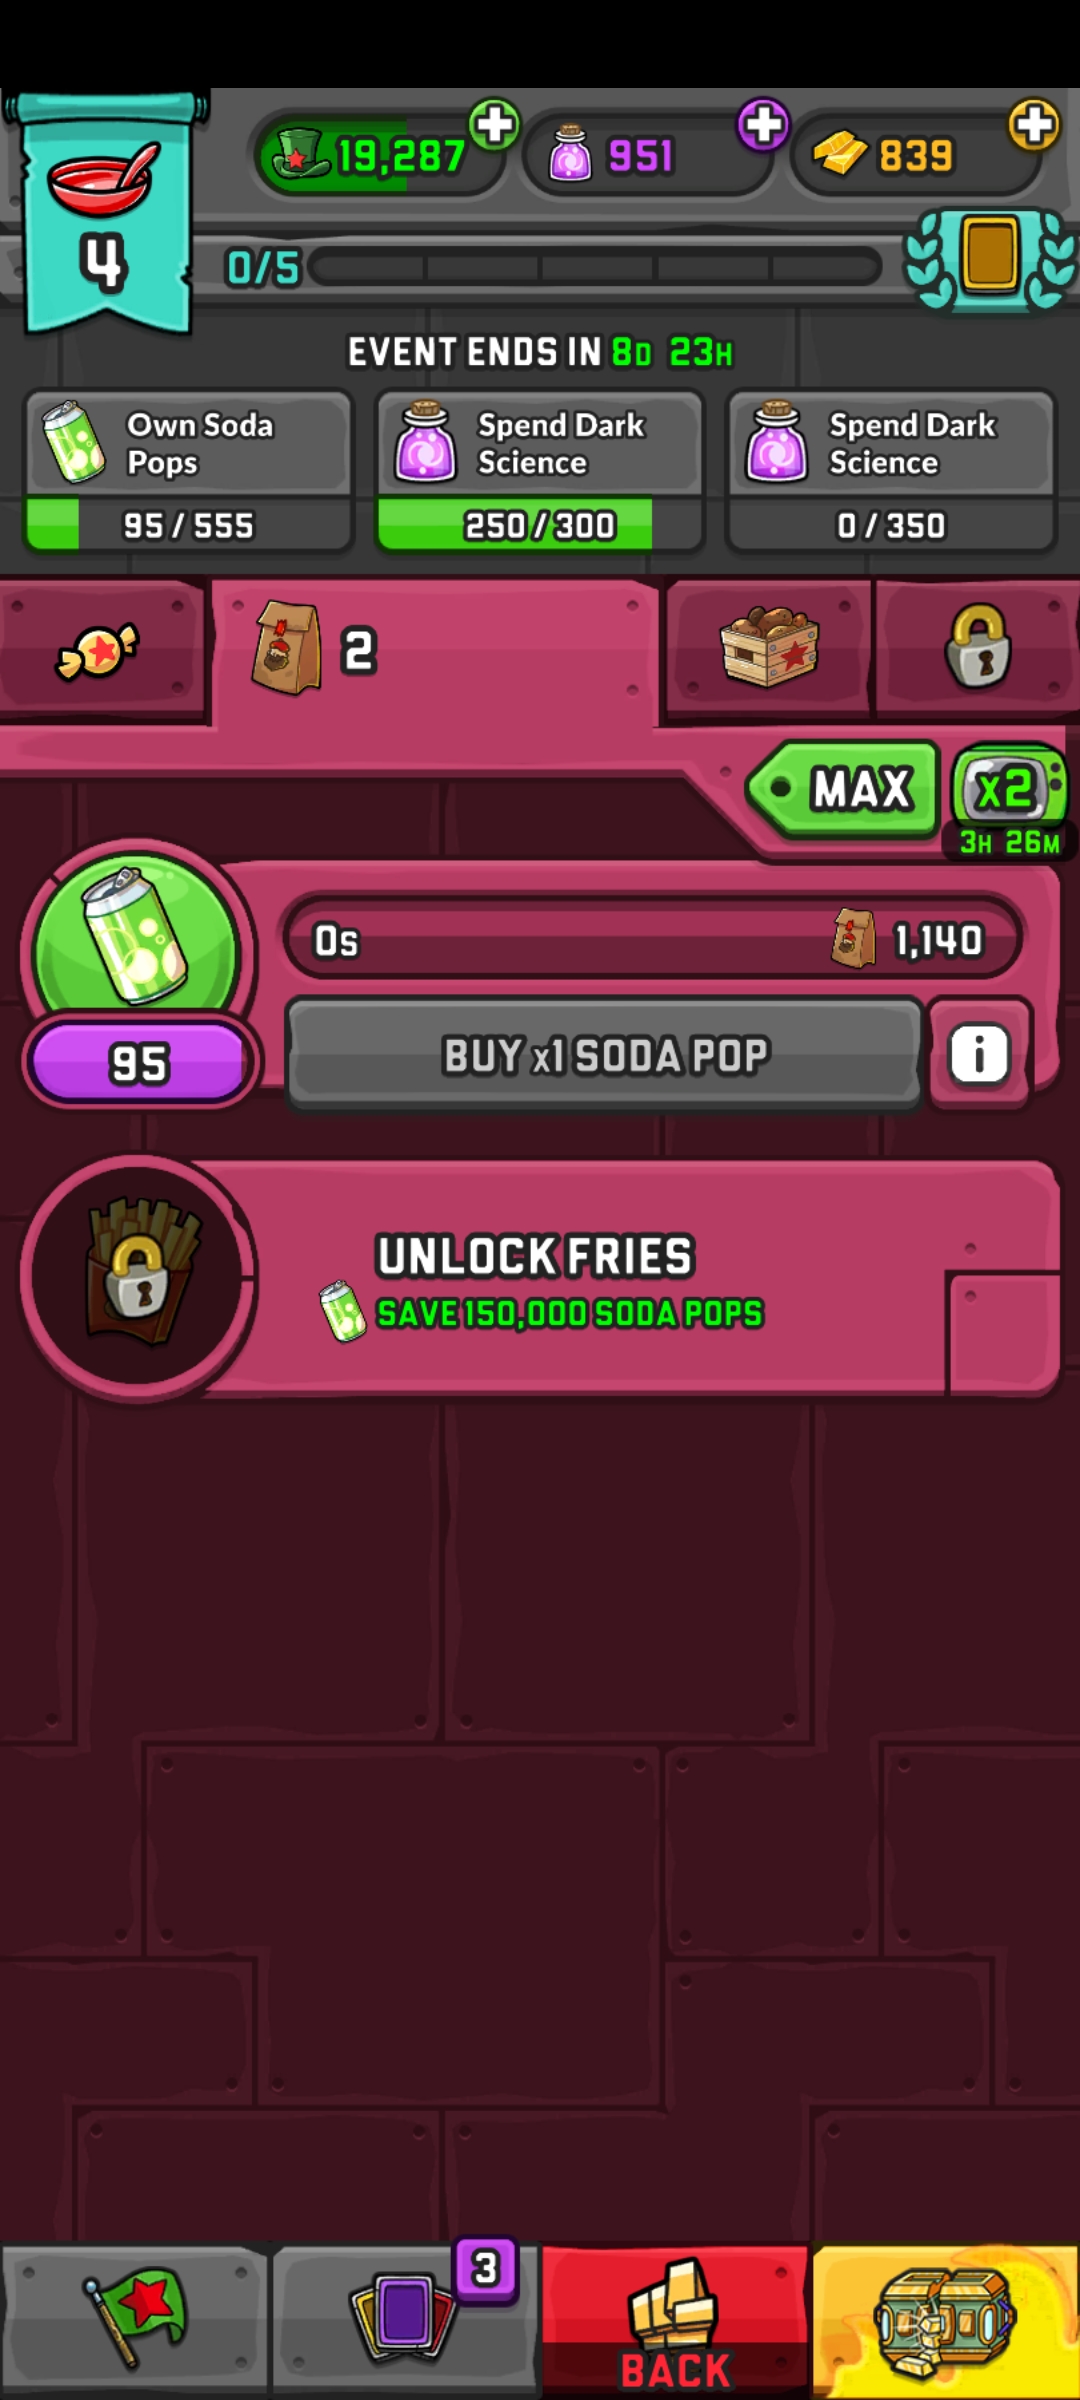 19,287
951
839
4
0/5
EVENT ENDS IN 8D 23H
Own Soda
Pops
95/555
Spend Dark
Science
250/300
Spend Dark
Science
0/350
2
MAX
x2
3H 26M
0s
1,140
95
BUY x1 SODA POP
i
UNLOCK FRIES
SAVE 150,000 SODA POPS
3
BACK